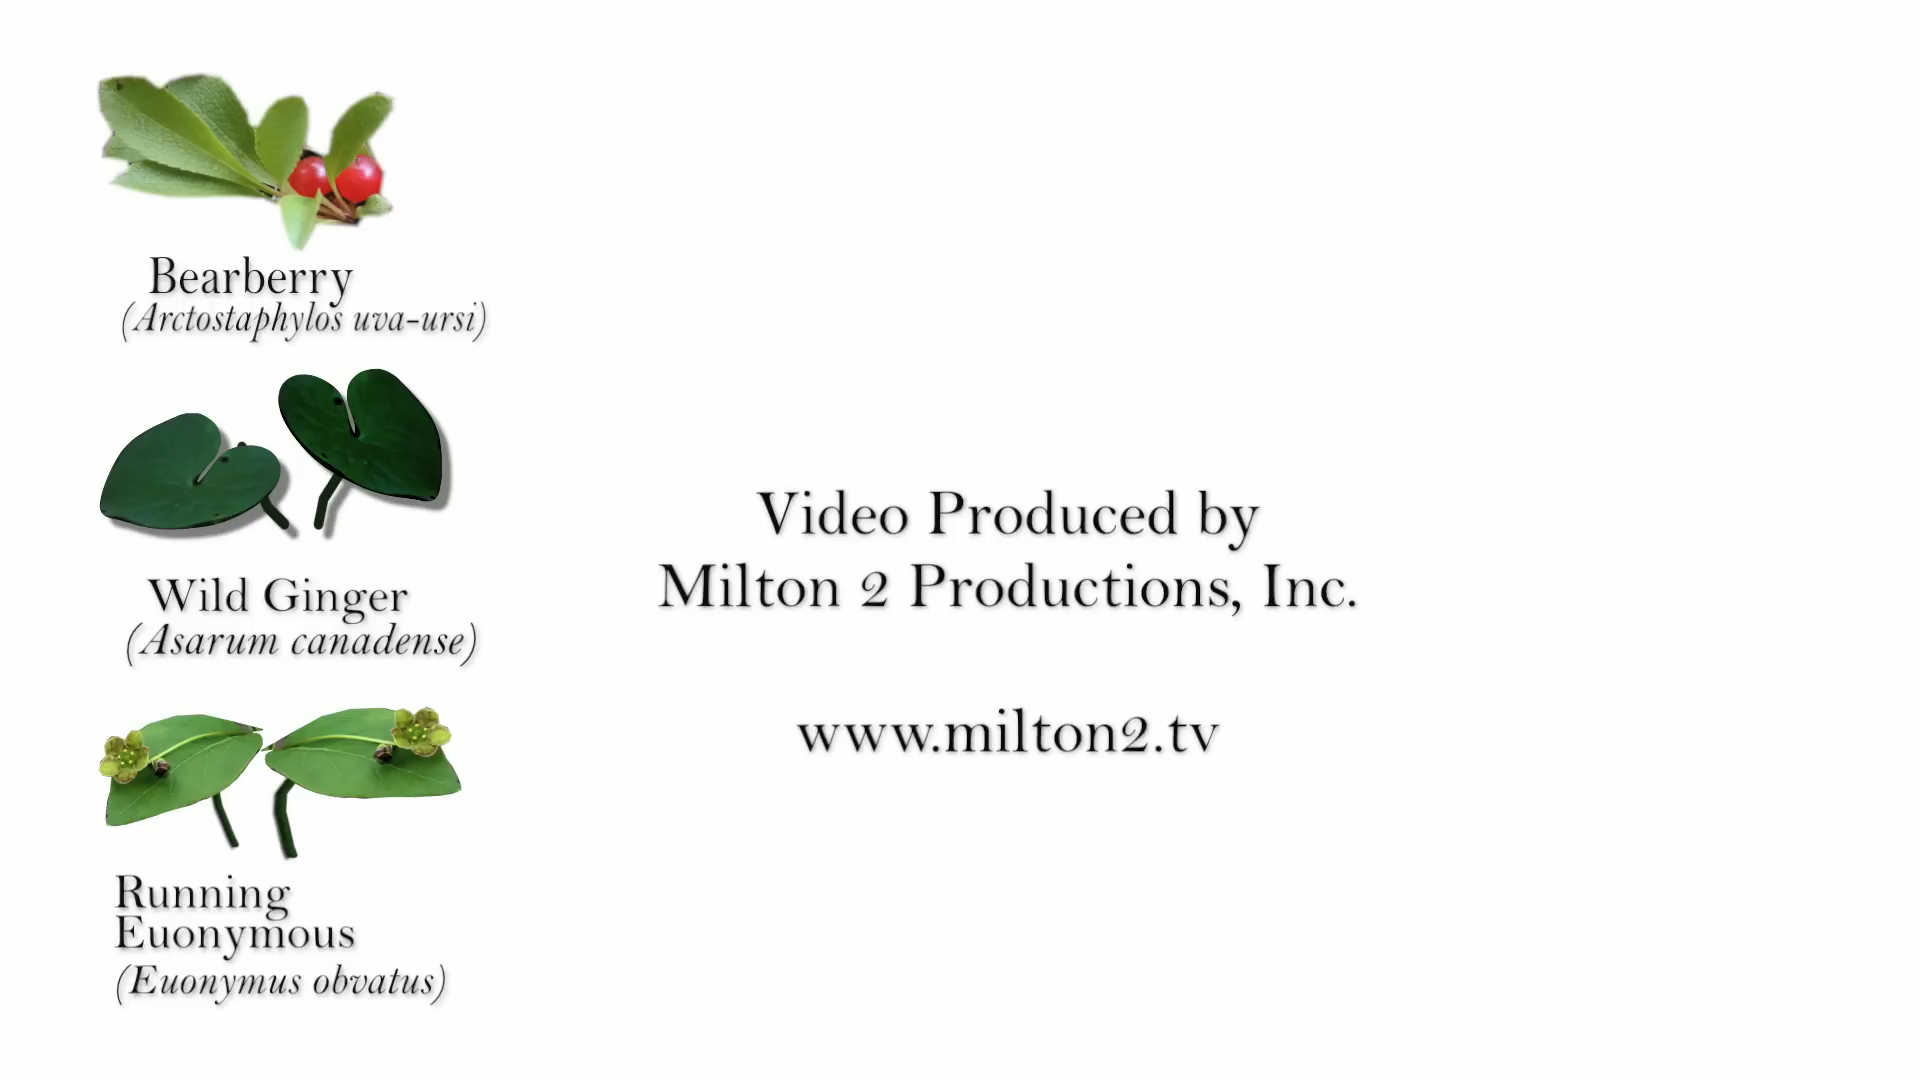 Bearberry
(Arctostaphylos uva-ursi)
Wild Ginger
(Asarum canadense)
Running
Euonymous
(Euonymus obvatus)
Video Produced by
Milton 2 Productions, Inc.
www.milton2.tv